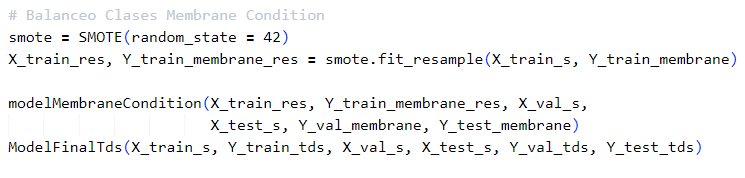 # Balanceo Clases Membrane Condition
smote = SMOTE(random_state = 42)
X_train_res, Y_train_membrane_res = smote.fit_resample(X_train_s, Y_train_membrane)
modelMembraneCondition(X_train_res, Y_train_membrane_res, X_val_s,
X_test_s, Y_val_membrane, Y_test_membrane)
ModelFinalTds(X_train_s, Y_train_tds, X_val_s, X_test_s, Y_val_tds, Y_test_tds)